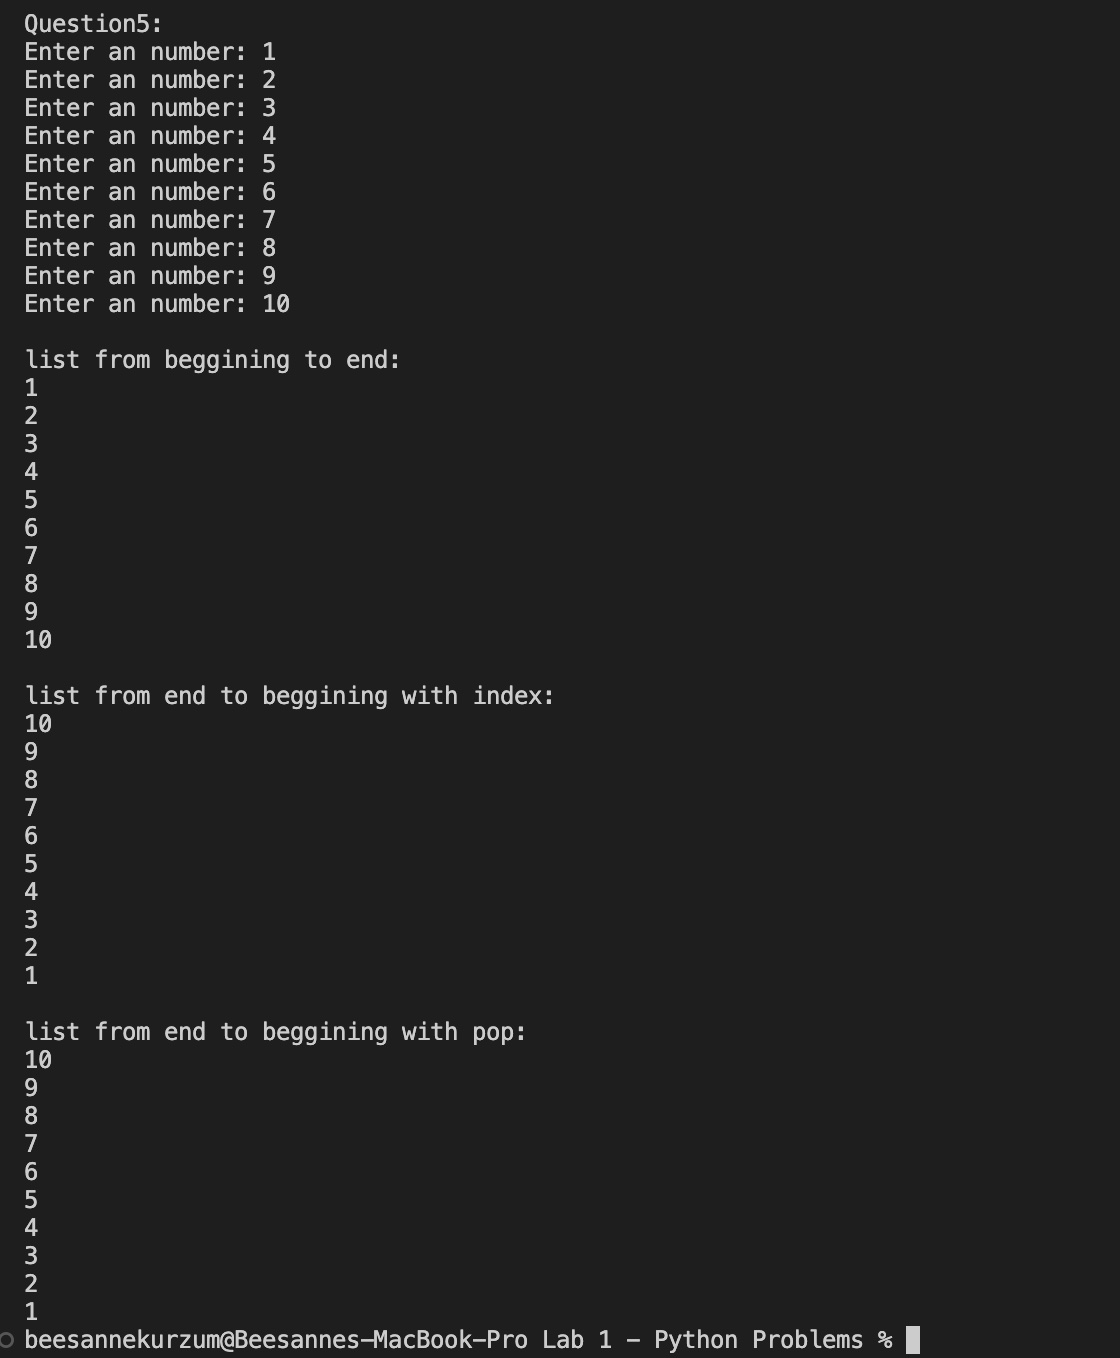 Question5:
Enter an number: 1
Enter an number: 2
Enter an number: 3
Enter an number: 4
Enter an number: 5
Enter an number: 6
Enter an number: 7
Enter an number: 8
Enter an number: 9
Enter an number: 10
list from beggining to end:
1
2
3
4
5
6
7
8
9
10
list from end to beggining with index:
10
9
8
7
6
5
4
3
2
1
list from end to beggining with pop:
10
9
8
7
6
5
4
3
2
1
beesannekurzum@Beesannes-MacBook-Pro Lab 1 - Python Problems %